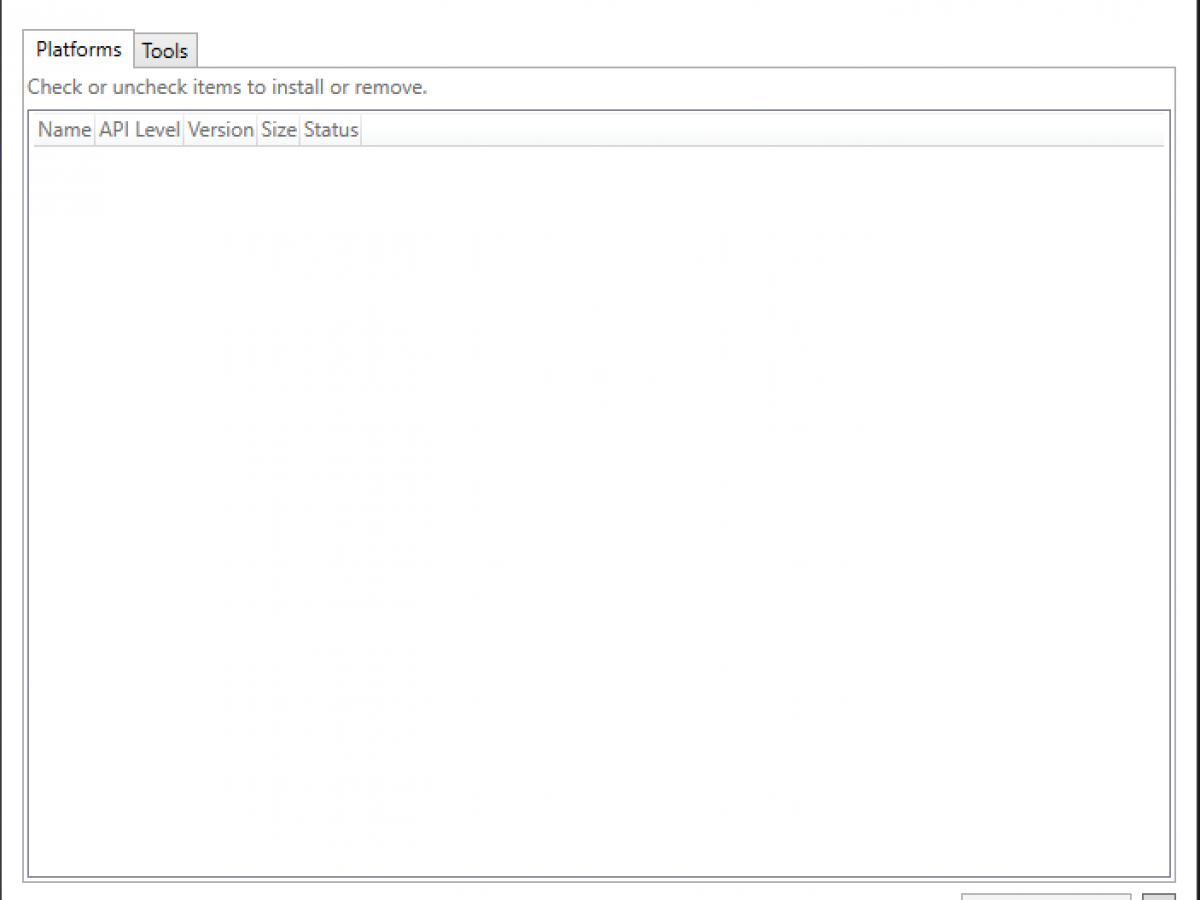 Platforms Tools
Check or uncheck items to install or remove.
Name API Level Version Size Status